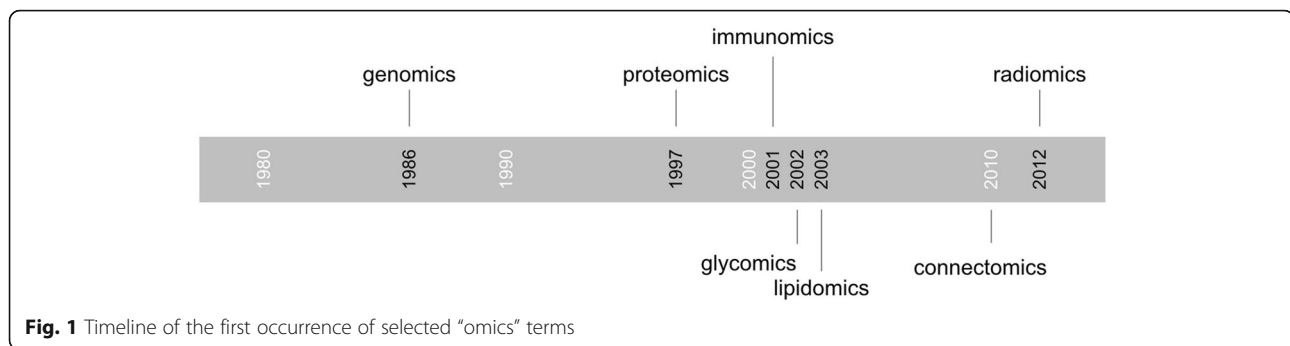 immunomics
genomics
proteomics
radiomics
1980
1986
1990
1997
2000
2001
2002
2003
2010
2012
glycomics
connectomics
lipidomics
Fig. 1 Timeline of the first occurrence of selected “omics” terms